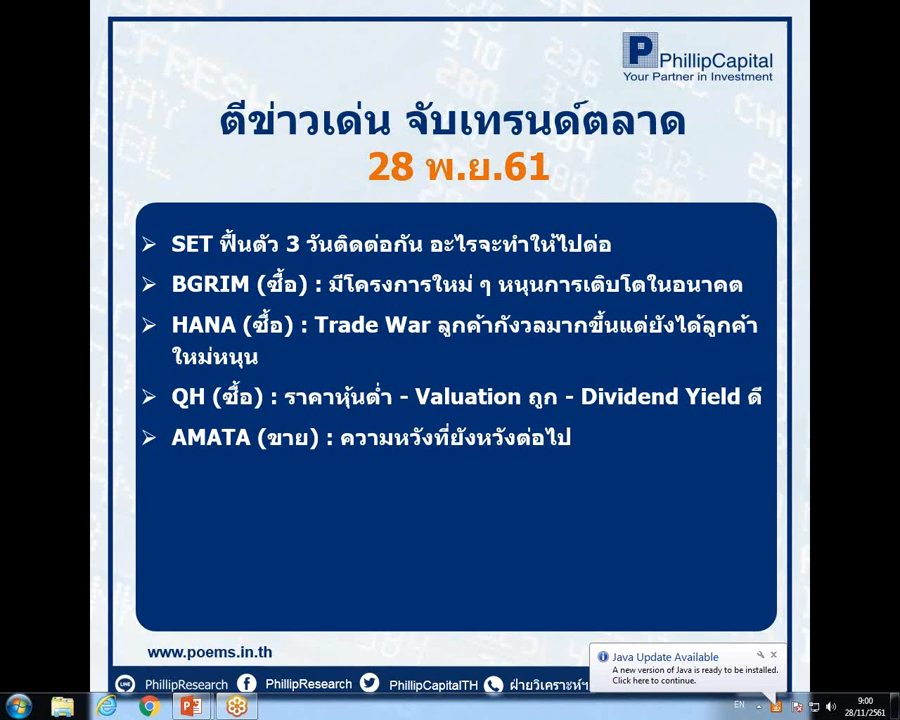 PhillipCapital
Your Partner in Investment
ตีข่าวเด่น จับเทรนด์ตลาด
28 พ.ย.61
SET ฟื้นตัว 3 วันติดต่อกัน อะไรจะทำให้ไปต่อ
BGRIM (ซื้อ) : มีโครงการใหม่ ๆ หนุนการเติบโตในอนาคต
HANA (ซื้อ) : Trade War ลูกค้ากังวลมากขึ้นแต่ยังได้ลูกค้า
ใหม่หนุน
QH (ซื้อ) : ราคาหุ้นต่ำ - Valuation ถูก - Dividend Yield ดี
AMATA (ขาย) : ความหวังที่ยังหวังต่อไป
www.poems.in.th
PhillipResearch PhillipResearch PhillipCapitalTH ฝ่ายวิเคราะห์ฯ
Java Update Available
A new version of Java is ready to be installed.
Click here to continue.
EN
9:00
28/11/2561